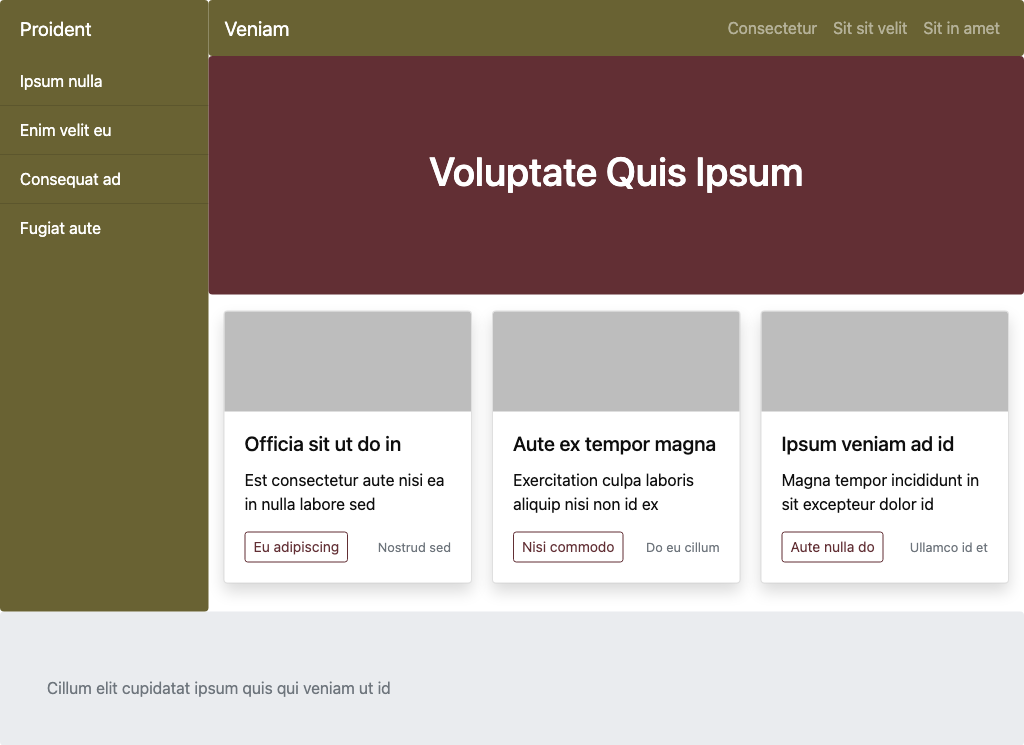 Proident
Ipsum nulla
Enim velit eu
Consequat ad
Fugiat aute
Veniam
Consectetur
Sit sit velit
Sit in amet
Voluptate Quis Ipsum
Officia sit ut do in
Est consectetur aute nisi ea
in nulla labore sed
Eu adipiscing
Nostrud sed
Aute ex tempor magna
Exercitation culpa laboris
aliquip nisi non id ex
Nisi commodo
Do eu cillum
Ipsum veniam ad id
Magna tempor incididunt in
sit excepteur dolor id
Aute nulla do
Ullamco id et
Cillum elit cupidatat ipsum quis qui veniam ut id